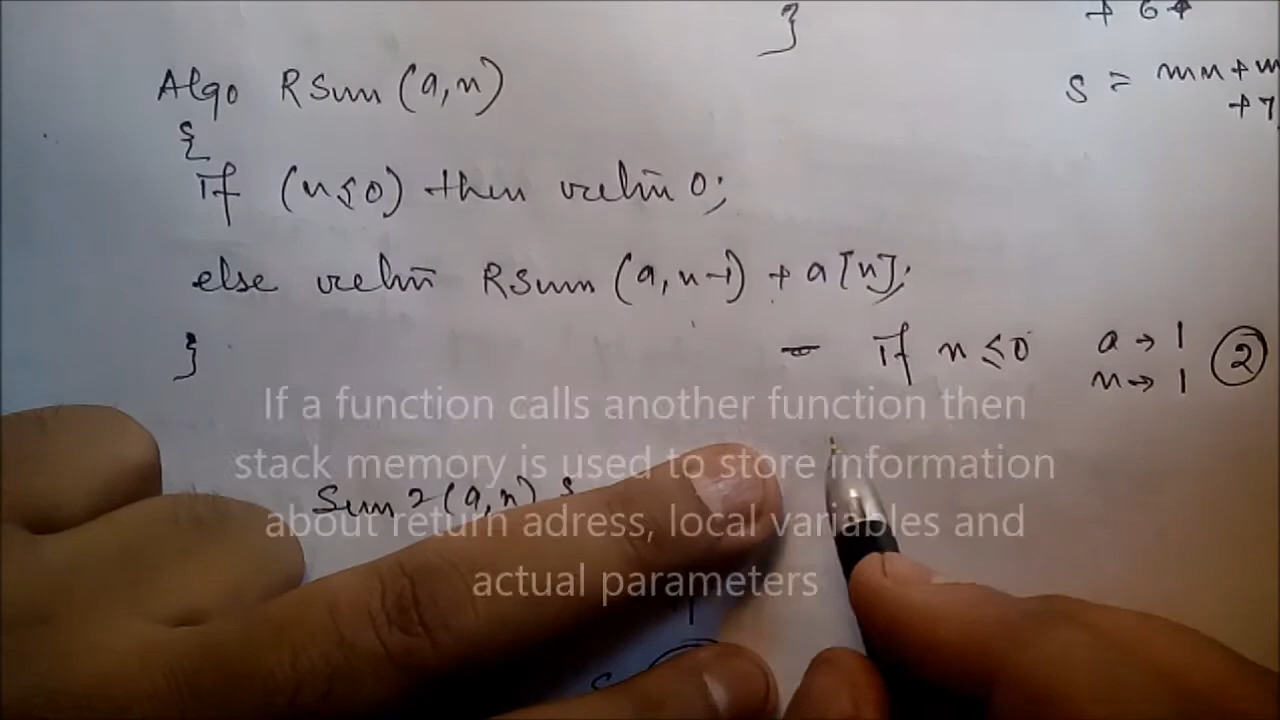 }
+ 6+
Algo RSum (a,n)
S = mn+m
+7
{
If (n≤0) then return 0;
else return RSum (a,n-1) + a[n];
}
- If n≤0
a → 1
n → 1
2
If a function calls another function then
stack memory is used to store information
about return adress, local variables and
actual parameters
Sum2(a,n)